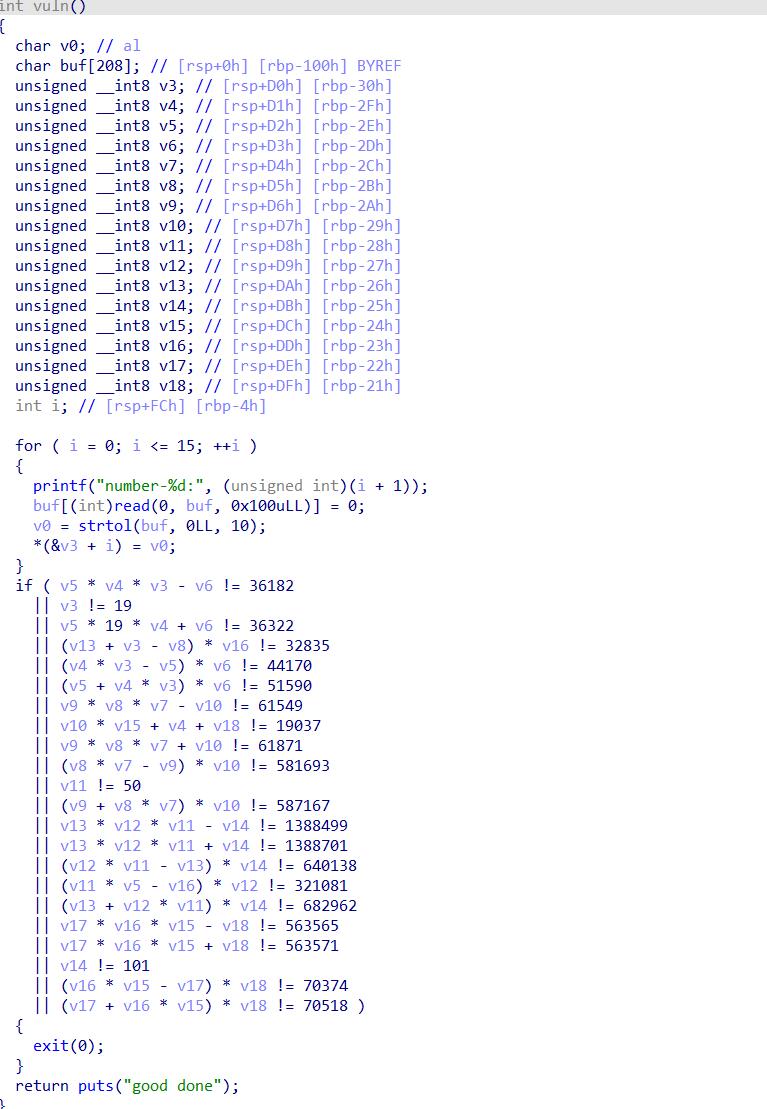 int vuln()
{
  char v0; // al
  char buf[208]; // [rsp+0h] [rbp-100h] BYREF
  unsigned __int8 v3; // [rsp+D0h] [rbp-30h]
  unsigned __int8 v4; // [rsp+D1h] [rbp-2Fh]
  unsigned __int8 v5; // [rsp+D2h] [rbp-2Eh]
  unsigned __int8 v6; // [rsp+D3h] [rbp-2Dh]
  unsigned __int8 v7; // [rsp+D4h] [rbp-2Ch]
  unsigned __int8 v8; // [rsp+D5h] [rbp-2Bh]
  unsigned __int8 v9; // [rsp+D6h] [rbp-2Ah]
  unsigned __int8 v10; // [rsp+D7h] [rbp-29h]
  unsigned __int8 v11; // [rsp+D8h] [rbp-28h]
  unsigned __int8 v12; // [rsp+D9h] [rbp-27h]
  unsigned __int8 v13; // [rsp+DAh] [rbp-26h]
  unsigned __int8 v14; // [rsp+DBh] [rbp-25h]
  unsigned __int8 v15; // [rsp+DCh] [rbp-24h]
  unsigned __int8 v16; // [rsp+DDh] [rbp-23h]
  unsigned __int8 v17; // [rsp+DEh] [rbp-22h]
  unsigned __int8 v18; // [rsp+DFh] [rbp-21h]
  int i; // [rsp+FCh] [rbp-4h]

  for ( i = 0; i <= 15; ++i )
  {
    printf("number-%d:", (unsigned int)(i + 1));
    buf[(int)read(0, buf, 0x100uLL)] = 0;
    v0 = strtol(buf, 0LL, 10);
    *(&v3 + i) = v0;
  }
  if ( v5 * v4 * v3 - v6 != 36182
    || v3 != 19
    || v5 * 19 * v4 + v6 != 36322
    || (v13 + v3 - v8) * v16 != 32835
    || (v4 * v3 - v5) * v6 != 44170
    || (v5 + v4 * v3) * v6 != 51590
    || v9 * v8 * v7 - v10 != 61549
    || v10 * v15 + v4 + v18 != 19037
    || v9 * v8 * v7 + v10 != 61871
    || (v8 * v7 - v9) * v10 != 581693
    || v11 != 50
    || (v9 + v8 * v7) * v10 != 587167
    || v13 * v12 * v11 - v14 != 1388499
    || v13 * v12 * v11 + v14 != 1388701
    || (v12 * v11 - v13) * v14 != 640138
    || (v11 * v5 - v16) * v12 != 321081
    || (v13 + v12 * v11) * v14 != 682962
    || v17 * v16 * v15 - v18 != 563565
    || v17 * v16 * v15 + v18 != 563571
    || v14 != 101
    || (v16 * v15 - v17) * v18 != 70374
    || (v17 + v16 * v15) * v18 != 70518 )
  {
    exit(0);
  }
  return puts("good done");
}